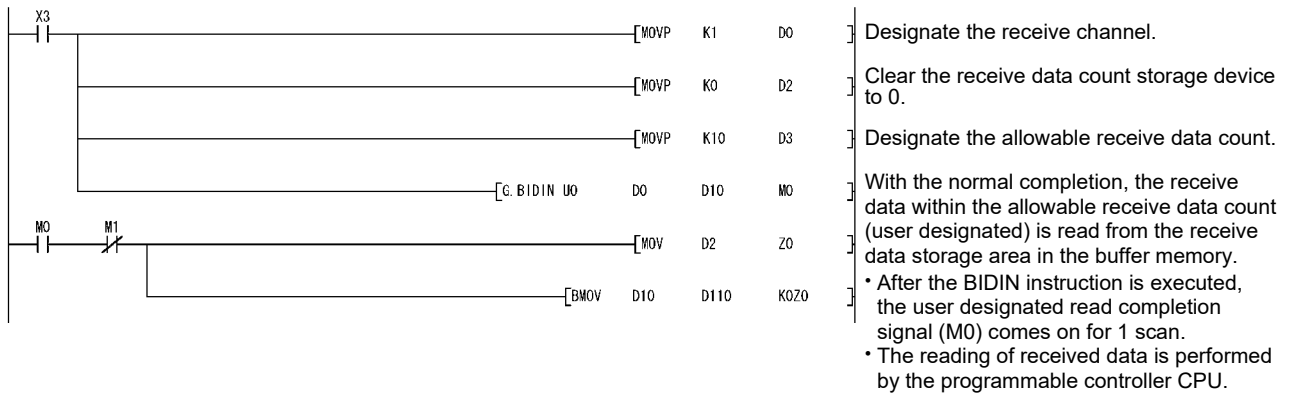 X3
[MOVP K1 D0 ] Designate the receive channel.
[MOVP K0 D2 ] Clear the receive data count storage device
to 0.
[MOVP K10 D3 ] Designate the allowable receive data count.
[G.BIDIN U0 D0 D10 M0 ] With the normal completion, the receive
data within the allowable receive data count
(user designated) is read from the receive
data storage area in the buffer memory.
M0 M1
[MOV D2 Z0 ]
[BMOV D10 D110 K0Z0 ]
• After the BIDIN instruction is executed,
the user designated read completion
signal (M0) comes on for 1 scan.
• The reading of received data is performed
by the programmable controller CPU.